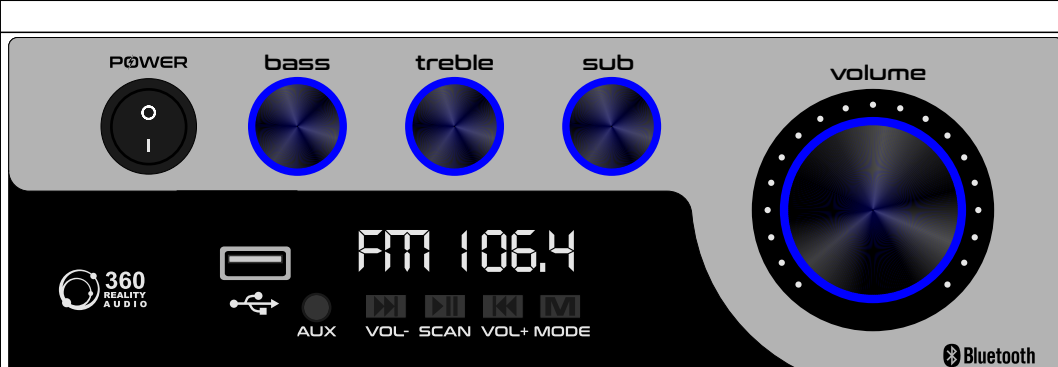 POWER
bass
treble
sub
volume
O
I
FM 106.4
360
REALITY
AUDIO
M
AUX
VOL- SCAN VOL+ MODE
Bluetooth